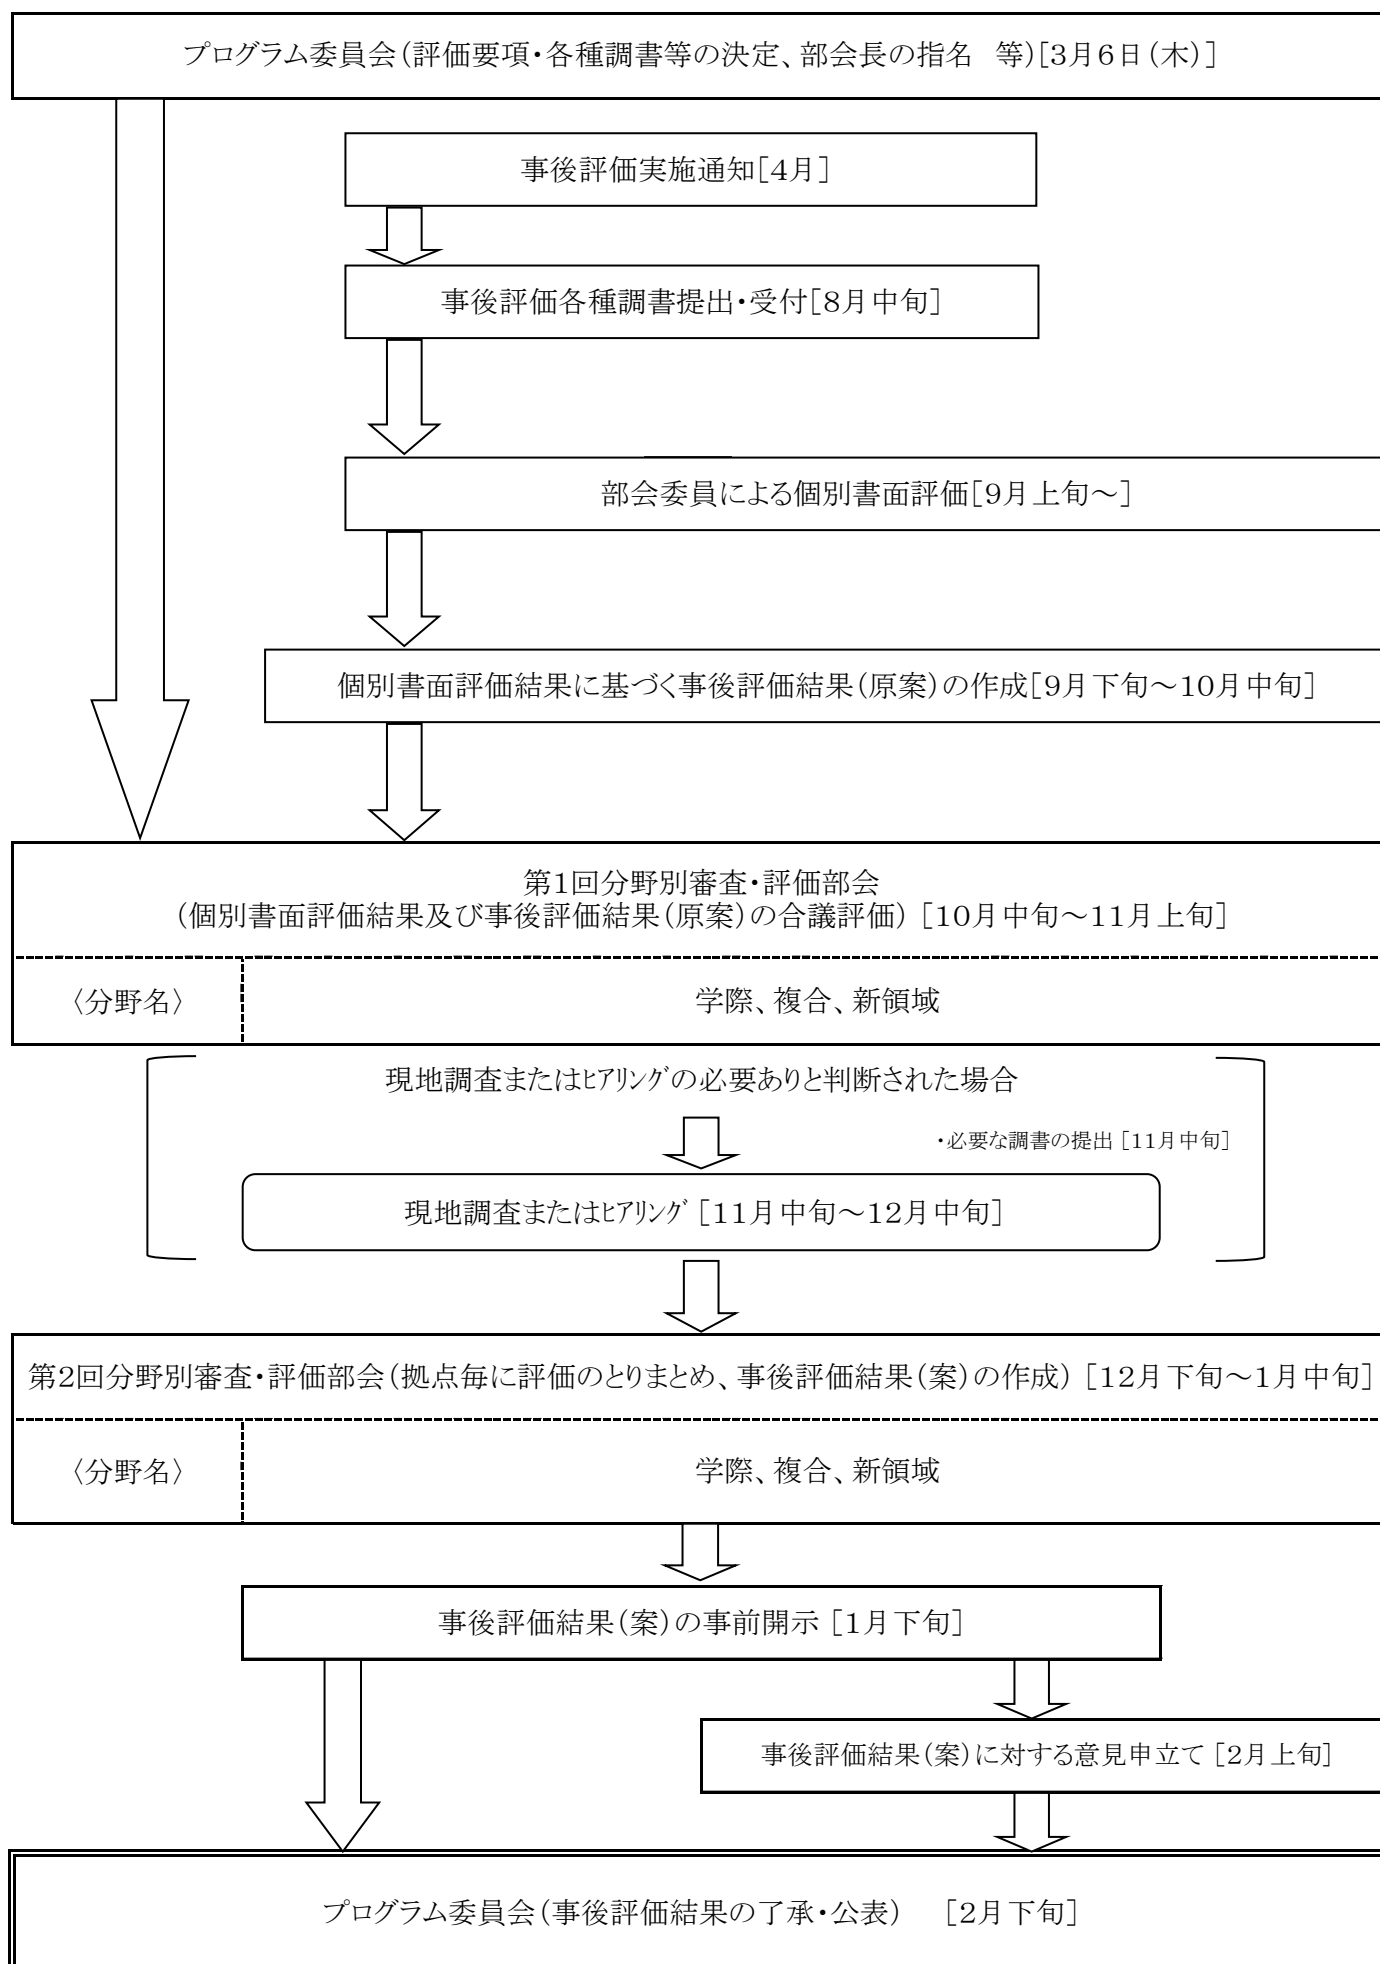 プログラム委員会(評価要項・各種調書等の決定、部会長の指名　等)[3月6日(木)]
事後評価実施通知[4月]
事後評価各種調書提出・受付[8月中旬]
部会委員による個別書面評価[9月上旬～]
個別書面評価結果に基づく事後評価結果(原案)の作成[9月下旬～10月中旬]
第1回分野別審査・評価部会
(個別書面評価結果及び事後評価結果(原案)の合議評価) [10月中旬～11月上旬]
〈分野名〉
学際、複合、新領域
現地調査またはﾋｱﾘﾝｸﾞの必要ありと判断された場合
・必要な調書の提出 [11月中旬]
現地調査またはﾋｱﾘﾝｸﾞ [11月中旬～12月中旬]
第2回分野別審査・評価部会(拠点毎に評価のとりまとめ、事後評価結果(案)の作成) [12月下旬～1月中旬]
〈分野名〉
学際、複合、新領域
事後評価結果(案)の事前開示 [1月下旬]
事後評価結果(案)に対する意見申立て [2月上旬]
プログラム委員会(事後評価結果の了承・公表)　[2月下旬]